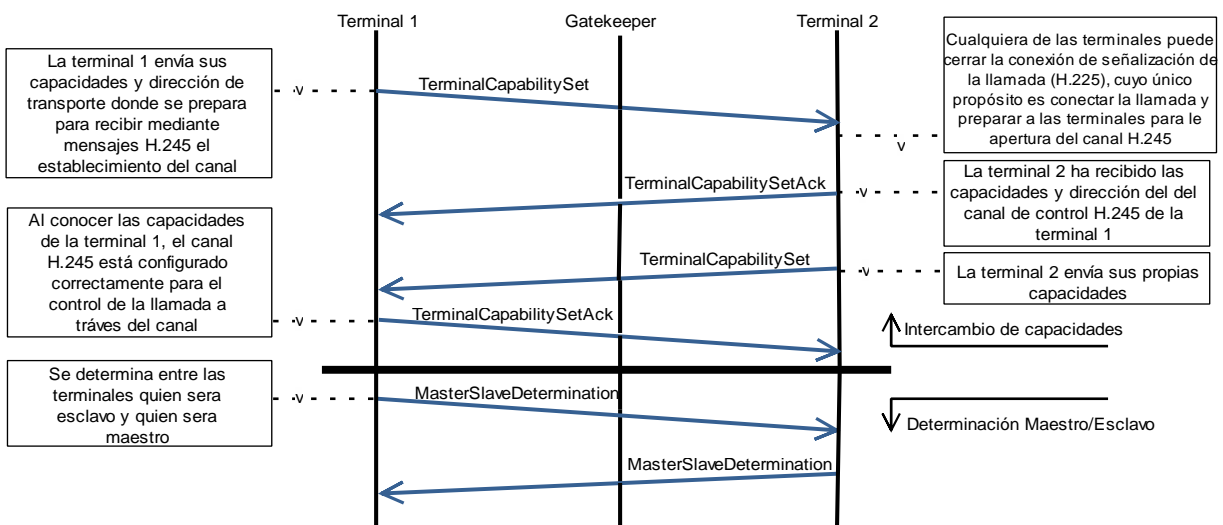 Terminal 1
Gatekeeper
Terminal 2
La terminal 1 envía sus
capacidades y dirección de
transporte donde se prepara
para recibir mediante
mensajes H.245 el
establecimiento del canal
v
TerminalCapabilitySet
Cualquiera de las terminales puede
cerrar la conexión de señalización de
la llamada (H.225), cuyo único
propósito es conectar la llamada y
preparar a las terminales para le
apertura del canal H.245
v
TerminalCapabilitySetAck
v
La terminal 2 ha recibido las
capacidades y dirección del del
canal de control H.245 de la
terminal 1
Al conocer las capacidades
de la terminal 1, el canal
H.245 está configurado
correctamente para el
control de la llamada a
tráves del canal
v
TerminalCapabilitySet
v
La terminal 2 envía sus propias
capacidades
TerminalCapabilitySetAck
Intercambio de capacidades
Se determina entre las
terminales quien sera
esclavo y quien sera
maestro
v
MasterSlaveDetermination
Determinación Maestro/Esclavo
MasterSlaveDetermination